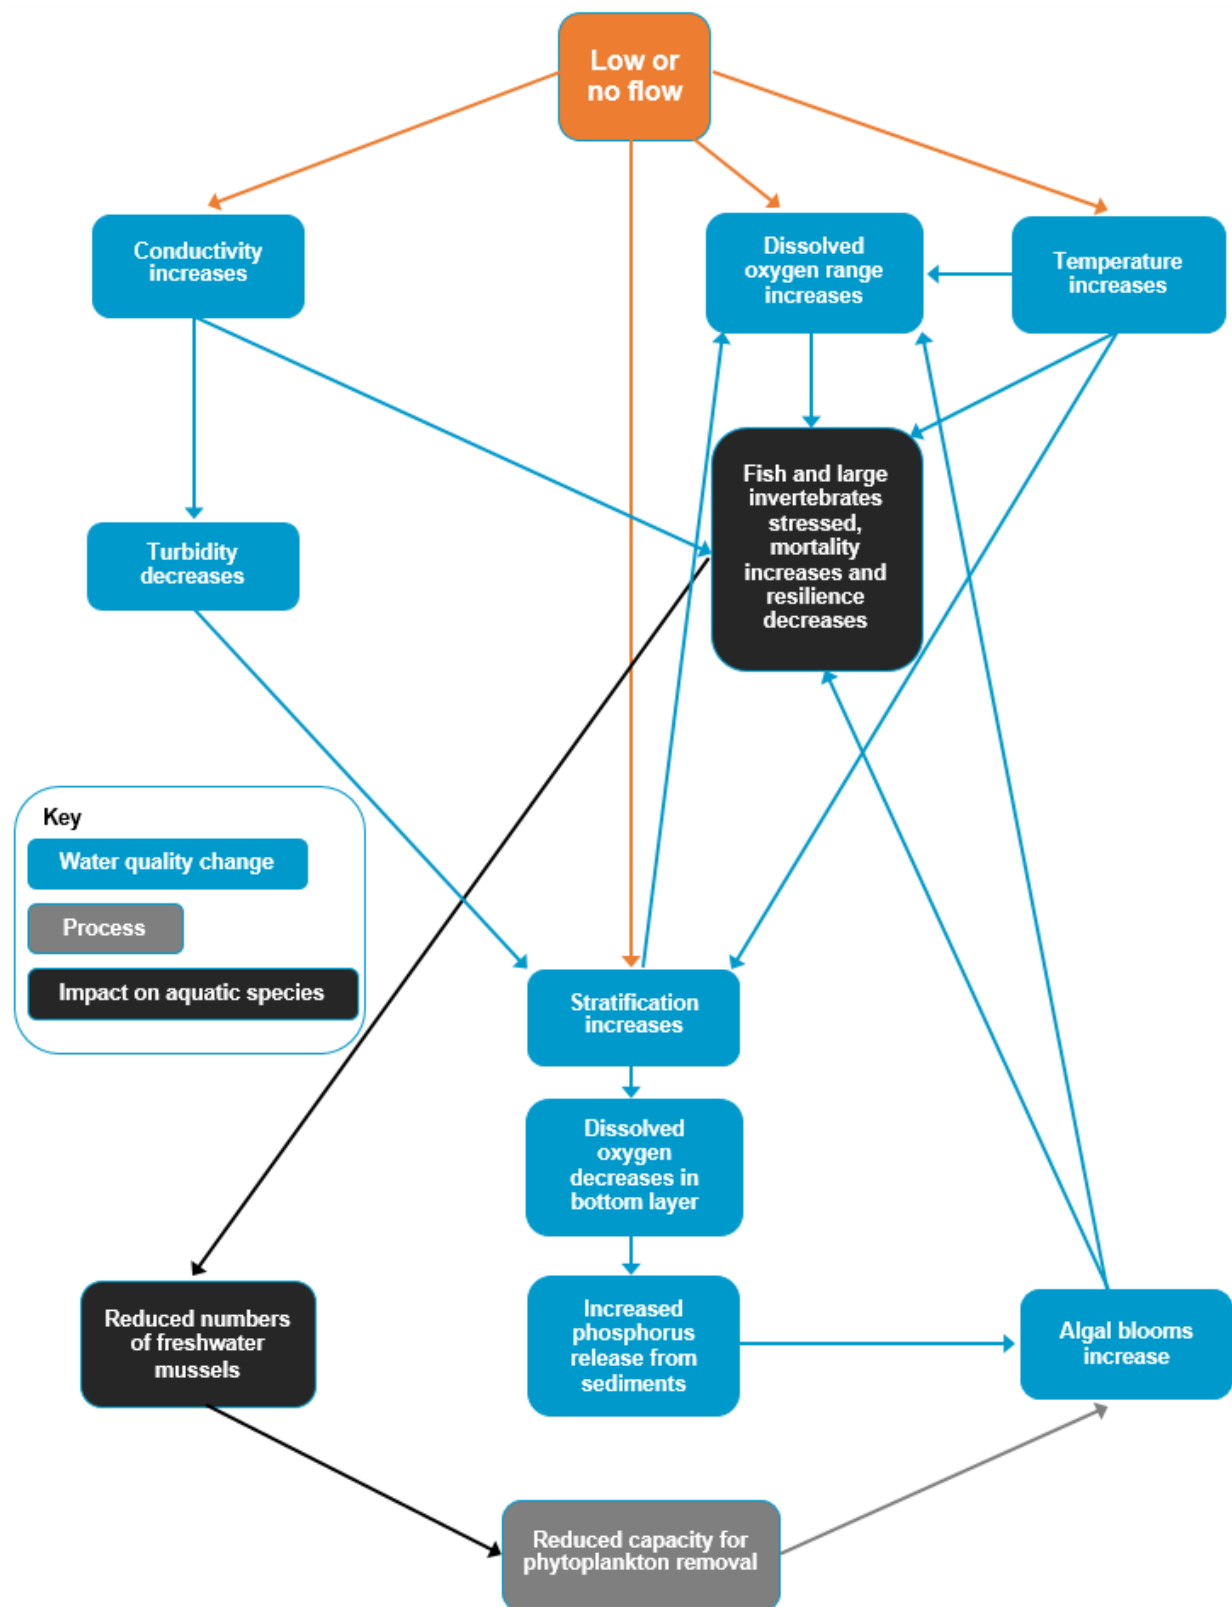 Low or
no flow
Conductivity
increases
Dissolved
oxygen range
increases
Temperature
increases
Fish and large
invertebrates
stressed,
mortality
increases and
resilience
decreases
Turbidity
decreases
Key
Water quality change
Process
Impact on aquatic species
Stratification
increases
Dissolved
oxygen
decreases in
bottom layer
Reduced numbers
of freshwater
mussels
Increased
phosphorus
release from
sediments
Algal blooms
increase
Reduced capacity for
phytoplankton removal